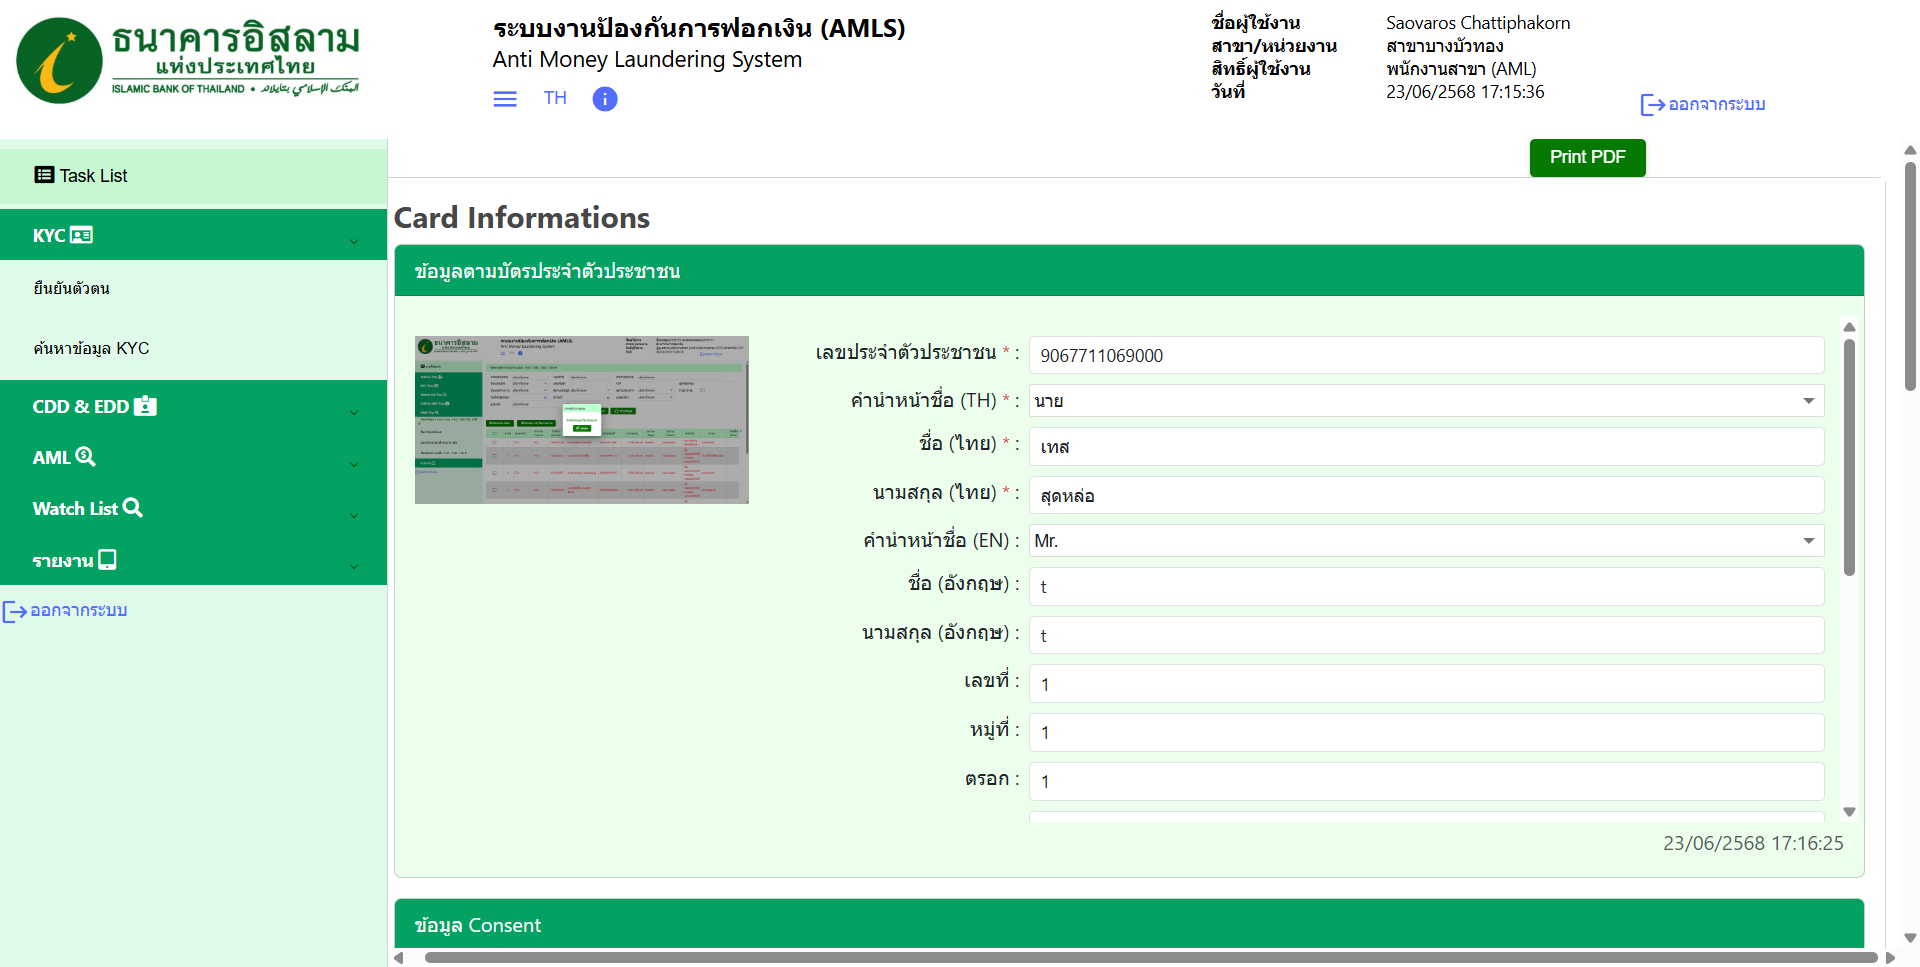 ธนาคารอิสลาม
แห่งประเทศไทย
ISLAMIC BANK OF THAILAND •
ระบบงานป้องกันการฟอกเงิน (AMLS)
Anti Money Laundering System
TH
ชื่อผู้ใช้งาน Saovaros Chattiphakorn
สาขา/หน่วยงาน สาขาบางบัวทอง
สิทธิ์ผู้ใช้งาน พนักงานสาขา (AML)
วันที่ 23/06/2568 17:15:36
ออกจากระบบ
Task List
KYC
ยืนยันตัวตน
ค้นหาข้อมูล KYC
CDD & EDD
AML
Watch List
รายงาน
ออกจากระบบ
Print PDF
Card Informations
ข้อมูลตามบัตรประจำตัวประชาชน
เลขประจำตัวประชาชน * : 9067711069000
คำนำหน้าชื่อ (TH) * : นาย
ชื่อ (ไทย) * : เทส
นามสกุล (ไทย) * : สุดหล่อ
คำนำหน้าชื่อ (EN) : Mr.
ชื่อ (อังกฤษ) : t
นามสกุล (อังกฤษ) : t
เลขที่ : 1
หมู่ที่ : 1
ตรอก : 1
23/06/2568 17:16:25
ข้อมูล Consent